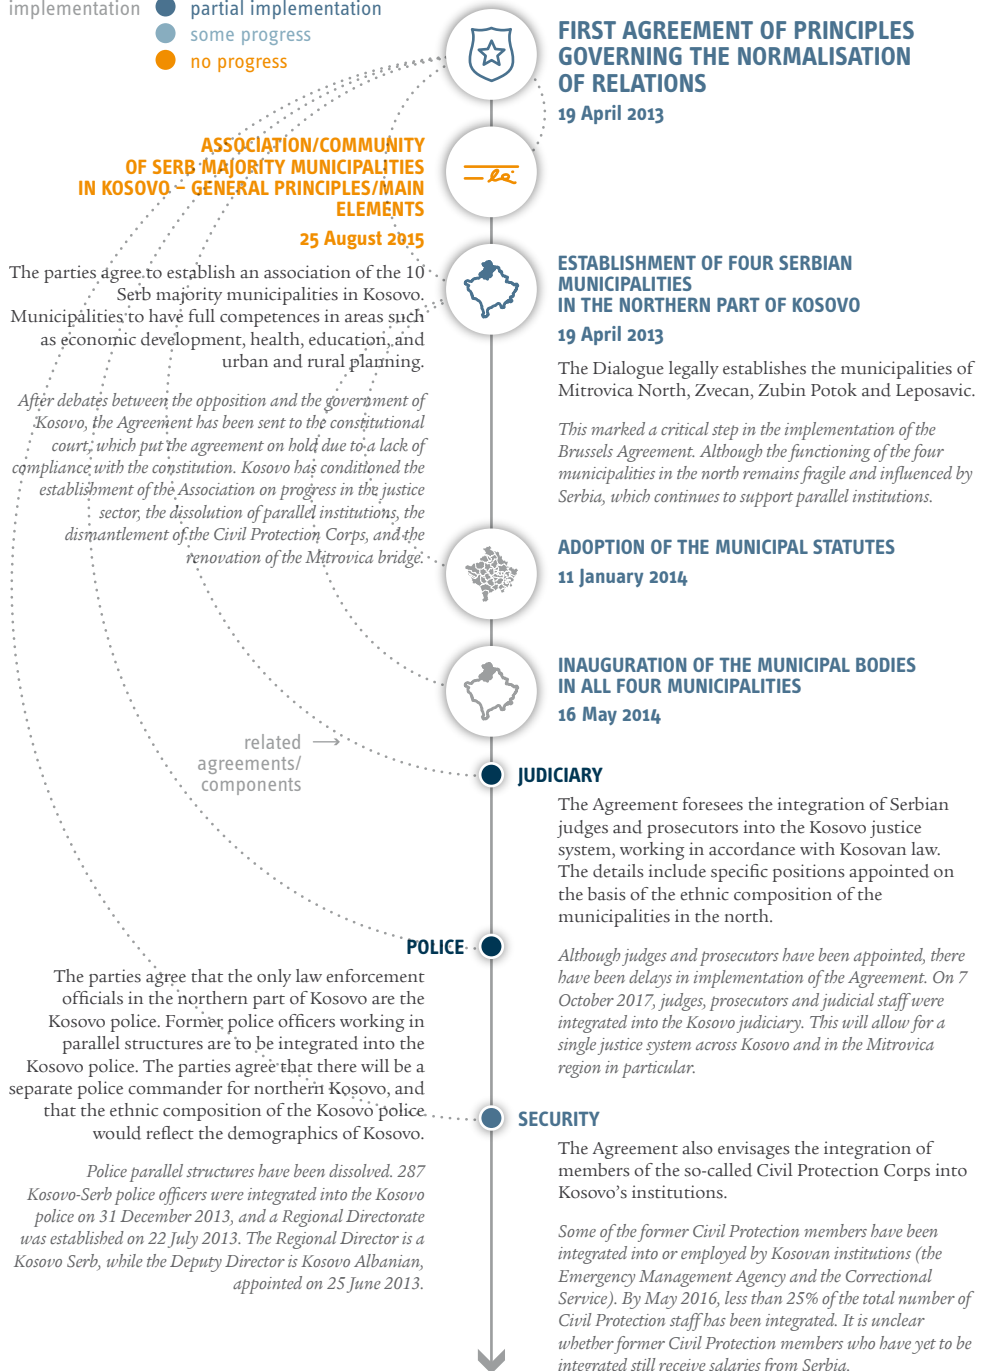 implementation
partial implementation
some progress
no progress
FIRST AGREEMENT OF PRINCIPLES
GOVERNING THE NORMALISATION
OF RELATIONS
19 April 2013
ASSOCIATION/COMMUNITY
OF SERB MAJORITY MUNICIPALITIES
IN KOSOVO – GENERAL PRINCIPLES/MAIN
ELEMENTS
25 August 2015
The parties agree to establish an association of the 10
Serb majority municipalities in Kosovo.
Municipalities to have full competences in areas such
as economic development, health, education, and
urban and rural planning.
After debates between the opposition and the government of
Kosovo, the Agreement has been sent to the constitutional
court, which put the agreement on hold due to a lack of
compliance with the constitution. Kosovo has conditioned the
establishment of the Association on progress in the justice
sector, the dissolution of parallel institutions, the
dismantlement of the Civil Protection Corps, and the
renovation of the Mitrovica bridge.
ESTABLISHMENT OF FOUR SERBIAN
MUNICIPALITIES
IN THE NORTHERN PART OF KOSOVO
19 April 2013
The Dialogue legally establishes the municipalities of
Mitrovica North, Zvecan, Zubin Potok and Leposavic.
This marked a critical step in the implementation of the
Brussels Agreement. Although the functioning of the four
municipalities in the north remains fragile and influenced by
Serbia, which continues to support parallel institutions.
ADOPTION OF THE MUNICIPAL STATUTES
11 January 2014
INAUGURATION OF THE MUNICIPAL BODIES
IN ALL FOUR MUNICIPALITIES
16 May 2014
related
agreements/
components
JUDICIARY
The Agreement foresees the integration of Serbian
judges and prosecutors into the Kosovo justice
system, working in accordance with Kosovan law.
The details include specific positions appointed on
the basis of the ethnic composition of the
municipalities in the north.
Although judges and prosecutors have been appointed, there
have been delays in implementation of the Agreement. On 7
October 2017, judges, prosecutors and judicial staff were
integrated into the Kosovo judiciary. This will allow for a
single justice system across Kosovo and in the Mitrovica
region in particular.
POLICE
The parties agree that the only law enforcement
officials in the northern part of Kosovo are the
Kosovo police. Former police officers working in
parallel structures are to be integrated into the
Kosovo police. The parties agree that there will be a
separate police commander for northern Kosovo, and
that the ethnic composition of the Kosovo police
would reflect the demographics of Kosovo.
Police parallel structures have been dissolved. 287
Kosovo-Serb police officers were integrated into the Kosovo
police on 31 December 2013, and a Regional Directorate
was established on 22 July 2013. The Regional Director is a
Kosovo Serb, while the Deputy Director is Kosovo Albanian,
appointed on 25 June 2013.
SECURITY
The Agreement also envisages the integration of
members of the so-called Civil Protection Corps into
Kosovo's institutions.
Some of the former Civil Protection members have been
integrated into or employed by Kosovan institutions (the
Emergency Management Agency and the Correctional
Service). By May 2016, less than 25% of the total number of
Civil Protection staff has been integrated. It is unclear
whether former Civil Protection members who have yet to be
integrated still receive salaries from Serbia.